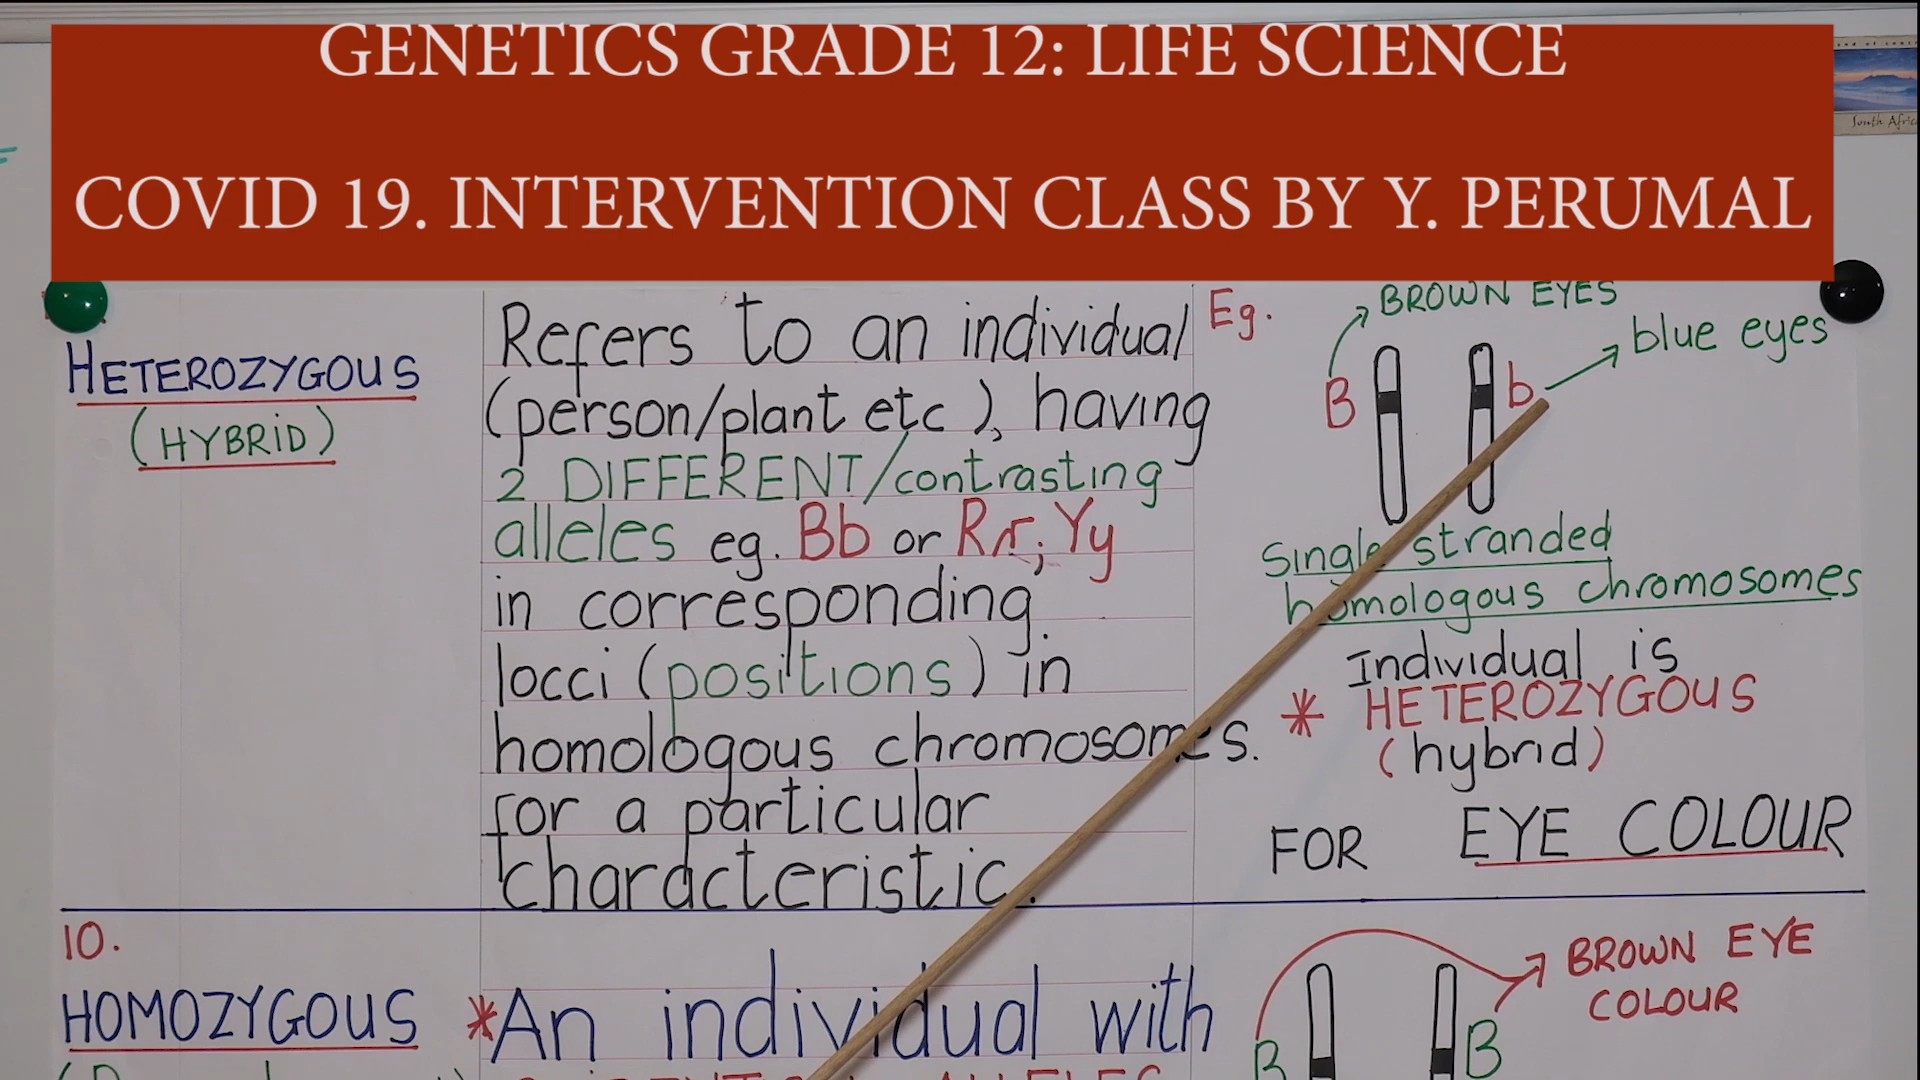 GENETICS GRADE 12: LIFE SCIENCE
COVID 19. INTERVENTION CLASS BY Y. PERUMAL
South Afric
HETEROZYGOUS
(HYBRID)
Refers to an individual
(person/plant etc), having
2 DIFFERENT/contrasting
alleles eg. Bb or Rr; Yy
in corresponding
locci (positions) in
homologous chromosomes.
for a particular
characteristic.
Eg.
BROWN EYES
blue eyes
B
b
Single stranded
homologous chromosomes
Individual is
* HETEROZYGOUS
(hybrid)
FOR EYE COLOUR
10.
HOMOZYGOUS
*An individual with
BROWN EYE
COLOUR
B
B